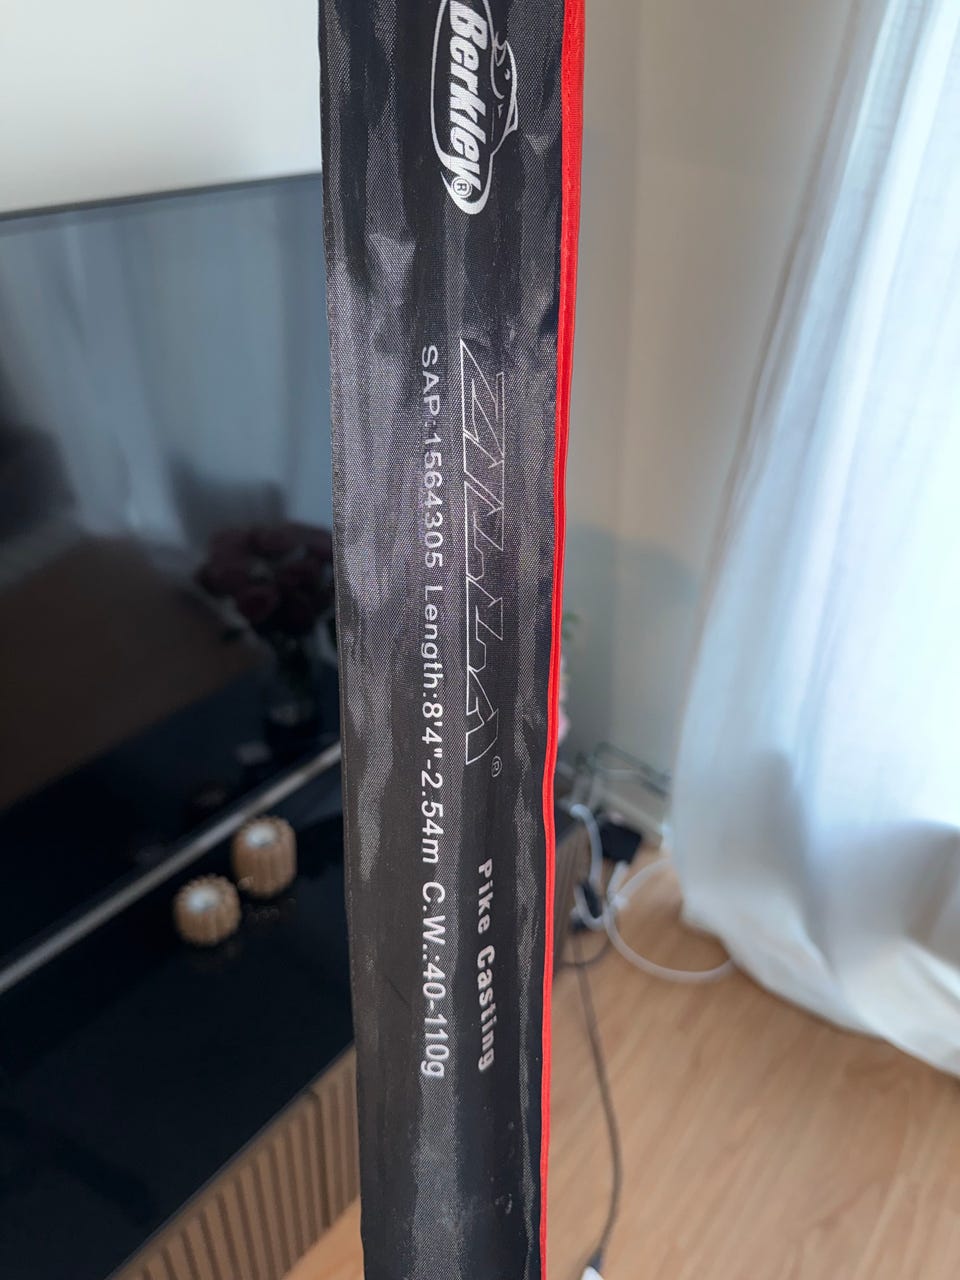 Berkley®
ZILLA®
Pike Casting
SAP:1564305 Length:8'4"-2.54m C.W.:40-110g